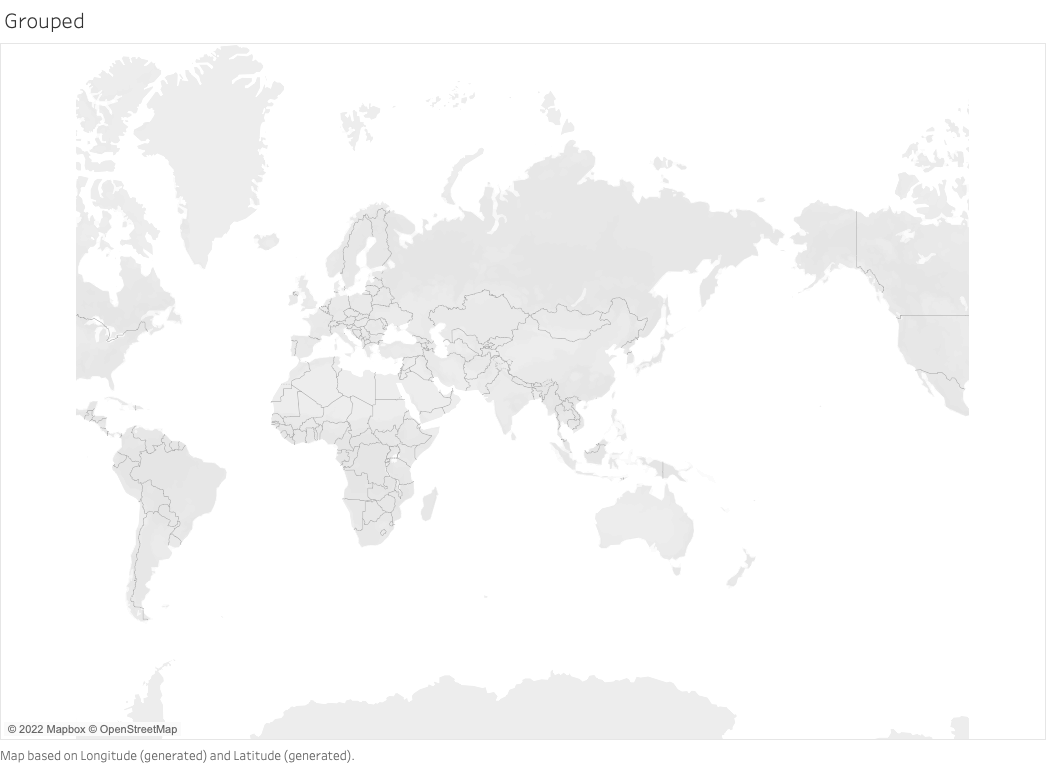 Grouped
© 2022 Mapbox © OpenStreetMap
Map based on Longitude (generated) and Latitude (generated).